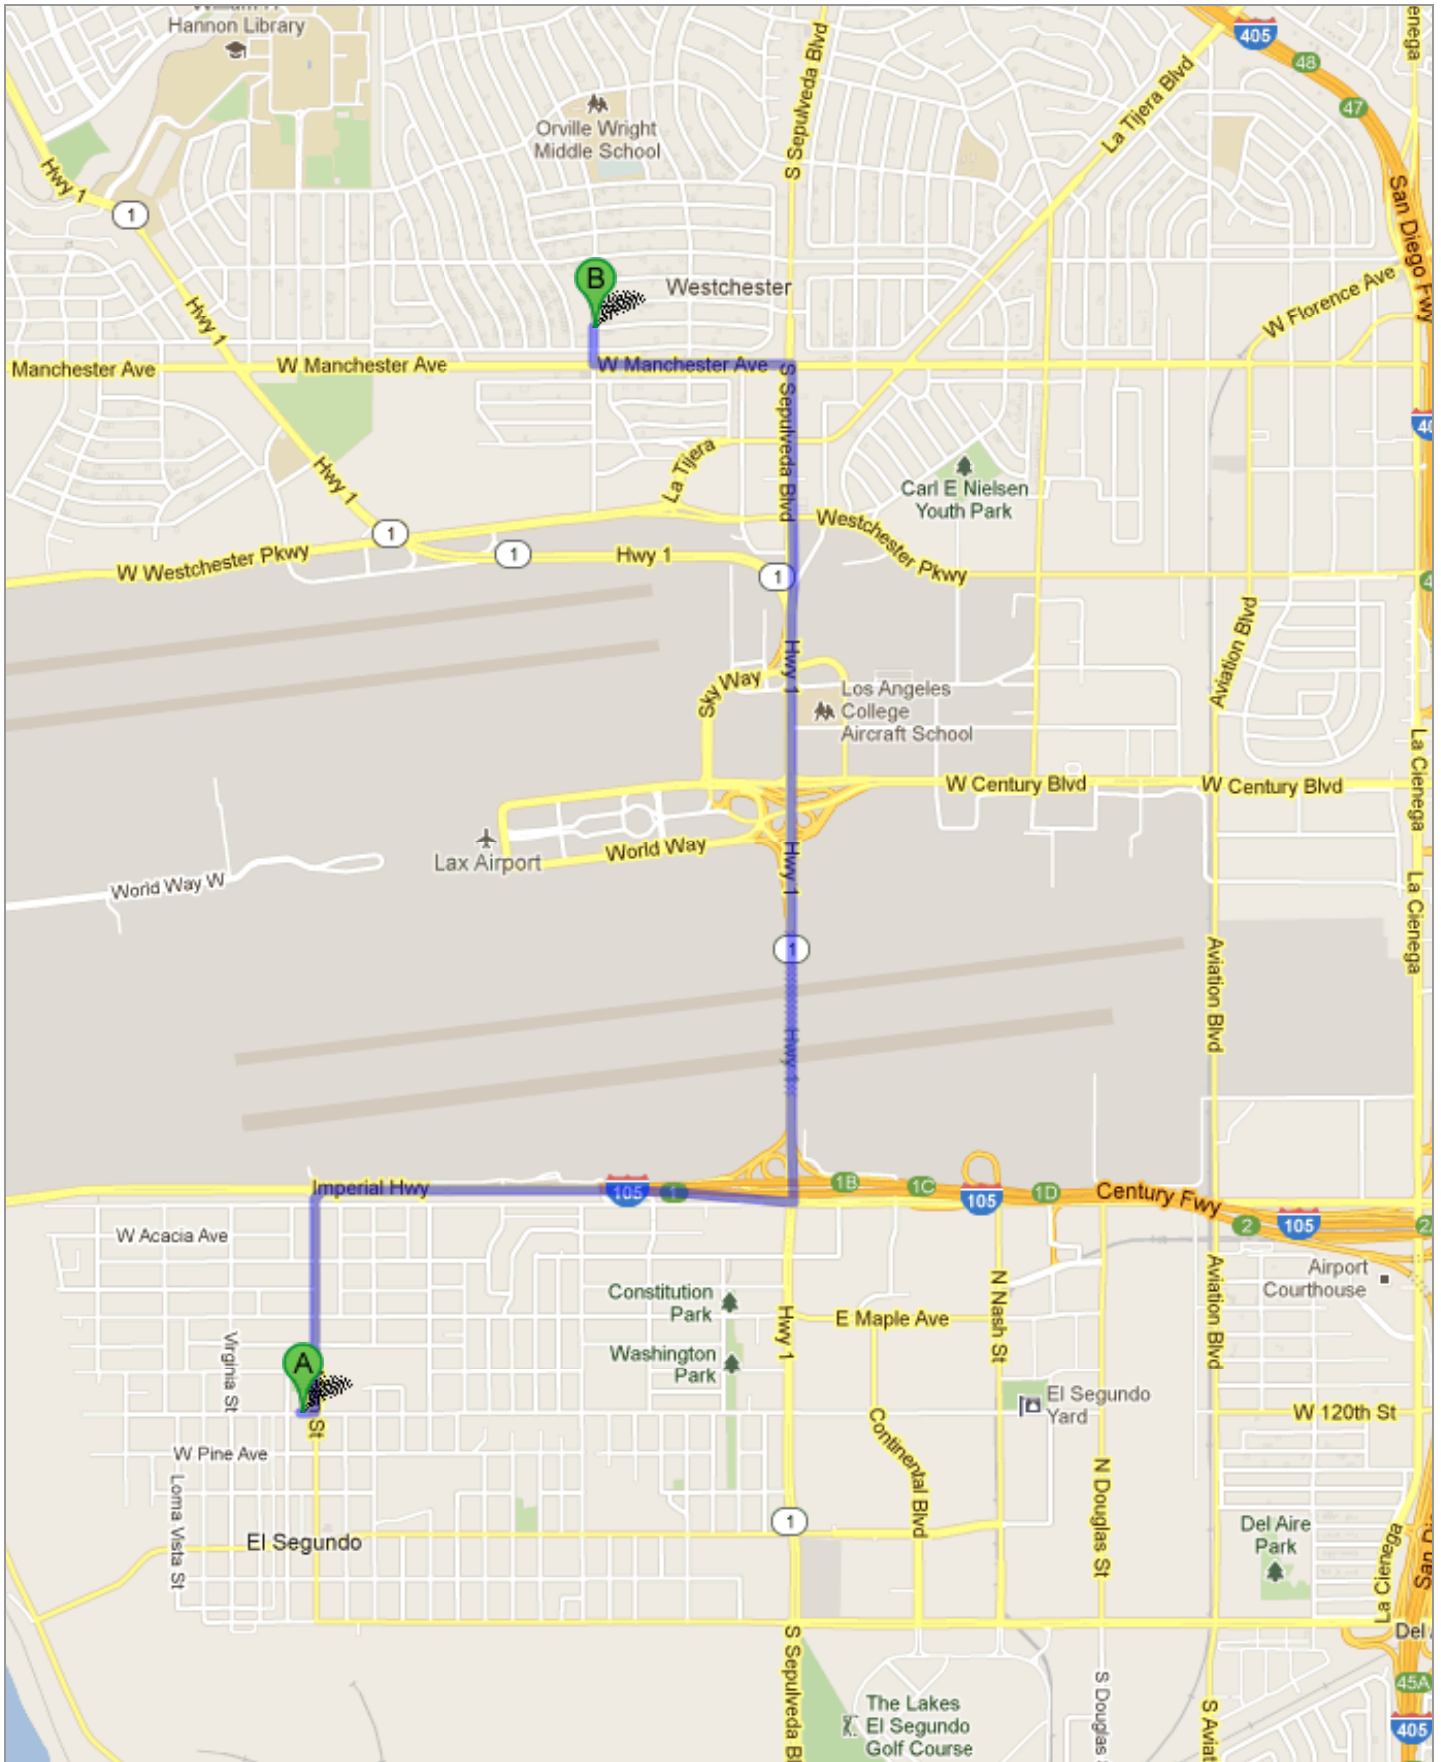 Hannon Library
405
48
47
enega
S Sepulveda Blvd
La Tijera Blvd
Orville Wright
Middle School
Hwy 1
1
San Diego Fwy
B
Westchester
Hwy 1
W Florence Ave
Manchester Ave
W Manchester Ave
W Manchester Ave
S Sepulveda Blvd
La Tijera
Hwy 1
Carl E Nielsen
Youth Park
1
Westchester Pkwy
W Westchester Pkwy
1
Hwy 1
1
Aviation Blvd
Hwy 1
Sky Way
Los Angeles
College
Aircraft School
La Cienega
W Century Blvd
W Century Blvd
Lax Airport
World Way
Hwy 1
World Way W
La Cienega
1
Aviation Blvd
Hwy 1
Imperial Hwy
105
1
1B
1C
105
1D
Century Fwy
2
105
W Acacia Ave
Airport
Courthouse
Constitution
Park
Hwy 1
E Maple Ave
N Nash St
Aviation Blvd
Virginia St
Washington
Park
A
El Segundo
Yard
St
W 120th St
W Pine Ave
Continental Blvd
N Douglas St
Loma Vista St
1
El Segundo
Del Aire
Park
La Cienega
Del
S Sepulveda Bl
S Douglas
45A
405
S Aviat
The Lakes
El Segundo
Golf Course